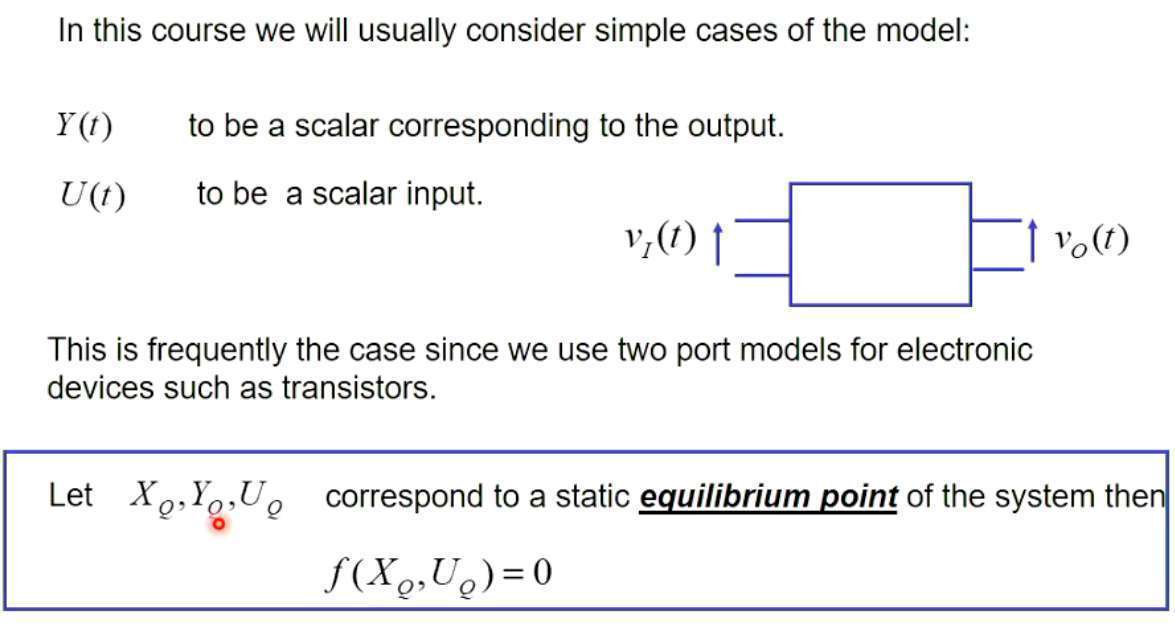 In this course we will usually consider simple cases of the model:
Y(t) to be a scalar corresponding to the output.
U(t) to be a scalar input.
v_I(t) v_O(t)
This is frequently the case since we use two port models for electronic
devices such as transistors.
Let X_Q, Y_Q, U_Q correspond to a static equilibrium point of the system then
f(X_Q, U_Q) = 0